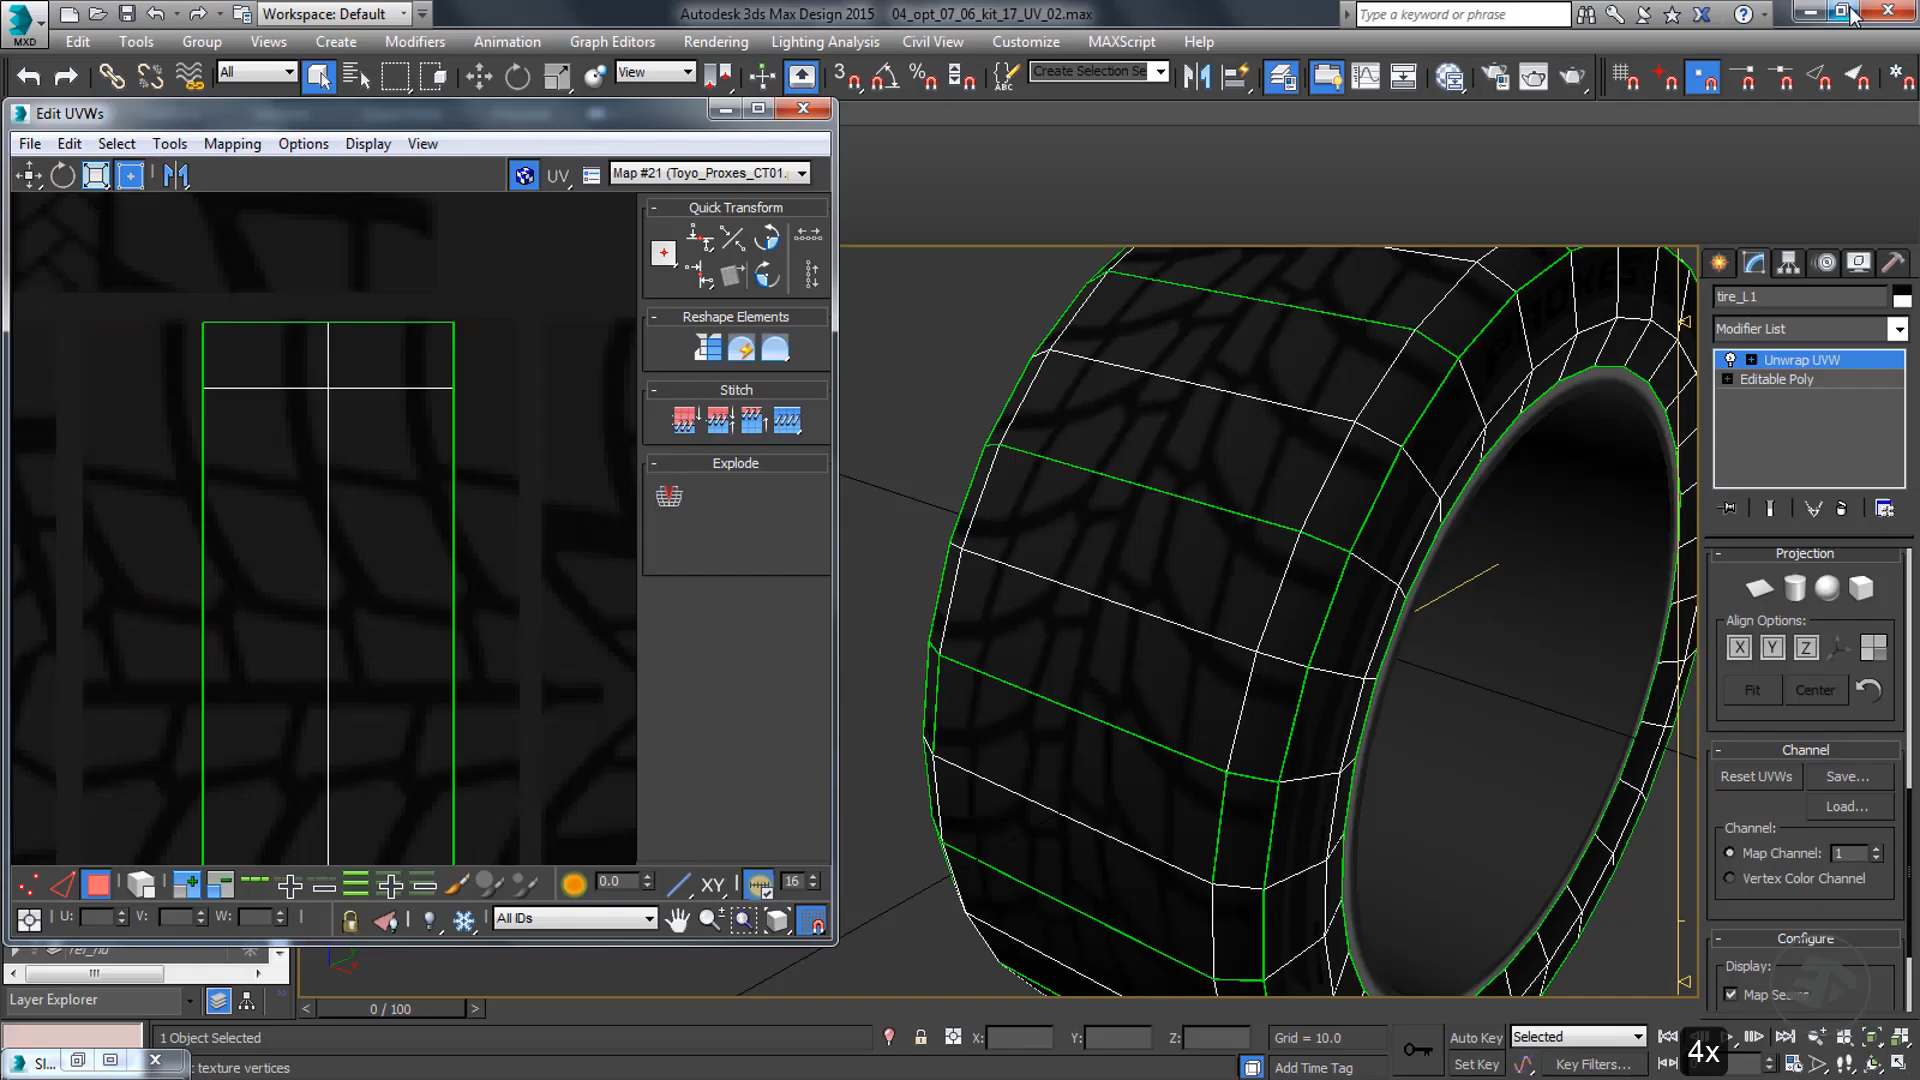 Workspace: Default
Autodesk 3ds Max Design 2015    04_opt_07_06_kit_17_UV_02.max
Type a keyword or phrase
MXD
Edit Tools Group Views Create Modifiers Animation Graph Editors Rendering Lighting Analysis Civil View Customize MAXScript Help
All
View
3
ABC
Create Selection Se
Edit UVWs
File Edit Select Tools Mapping Options Display View
UV
Map #21 (Toyo_Proxes_CT01.
Quick Transform
Reshape Elements
Stitch
Explode
tire_L1
Modifier List
Unwrap UVW
Editable Poly
Projection
Align Options:
X Y Z
Fit Center
Channel
Reset UVWs Save...
Load...
Channel:
Map Channel: 1
Vertex Color Channel
Configure
Display:
Map Seams
0.0
XY
16
U: V: W:
All IDs
Layer Explorer
0 / 100
1 Object Selected
X: Y: Z:
Grid = 10.0
Auto Key
Selected
4x
Sl...
: texture vertices
Add Time Tag
Set Key
Key Filters...